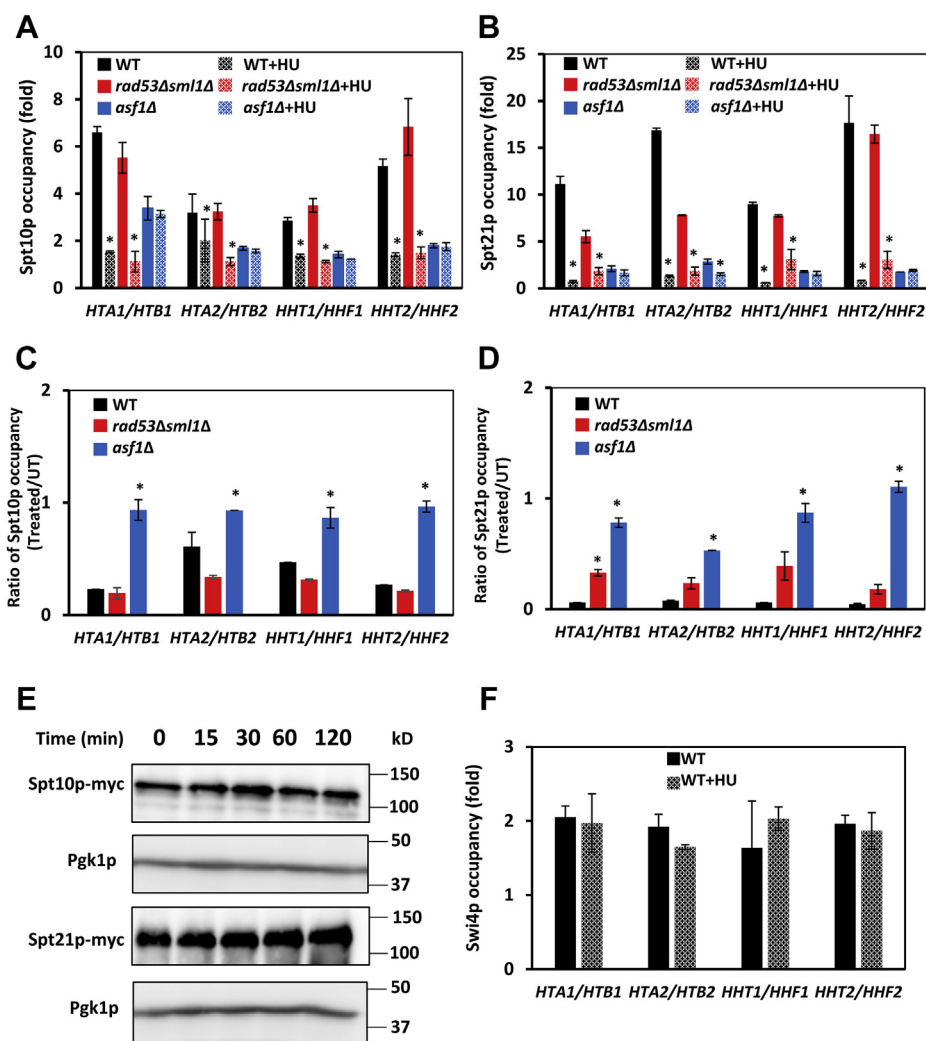 A
Spt10p occupancy (fold)
10
8
6
4
2
0
WT
rad53Δsml1Δ
asf1Δ
WT+HU
rad53Δsml1Δ+HU
asf1Δ+HU
* * * * * * *
HTA1/HTB1 HTA2/HTB2 HHT1/HHF1 HHT2/HHF2
B
Spt21p occupancy (fold)
25
20
15
10
5
0
WT
rad53Δsml1Δ
asf1Δ
WT+HU
rad53Δsml1Δ+HU
asf1Δ+HU
* * * * * * * * *
HTA1/HTB1 HTA2/HTB2 HHT1/HHF1 HHT2/HHF2
C
Ratio of Spt10p occupancy
(Treated/UT)
2
1
0
WT
rad53Δsml1Δ
asf1Δ
* * * *
HTA1/HTB1 HTA2/HTB2 HHT1/HHF1 HHT2/HHF2
D
Ratio of Spt21p occupancy
(Treated/UT)
2
1
0
WT
rad53Δsml1Δ
asf1Δ
* * * * *
HTA1/HTB1 HTA2/HTB2 HHT1/HHF1 HHT2/HHF2
E
Time (min) 0 15 30 60 120 kD
Spt10p-myc
150
100
Pgk1p
50
37
Spt21p-myc
150
100
Pgk1p
50
37
F
Swi4p occupancy (fold)
3
2
1
0
WT
WT+HU
HTA1/HTB1 HTA2/HTB2 HHT1/HHF1 HHT2/HHF2